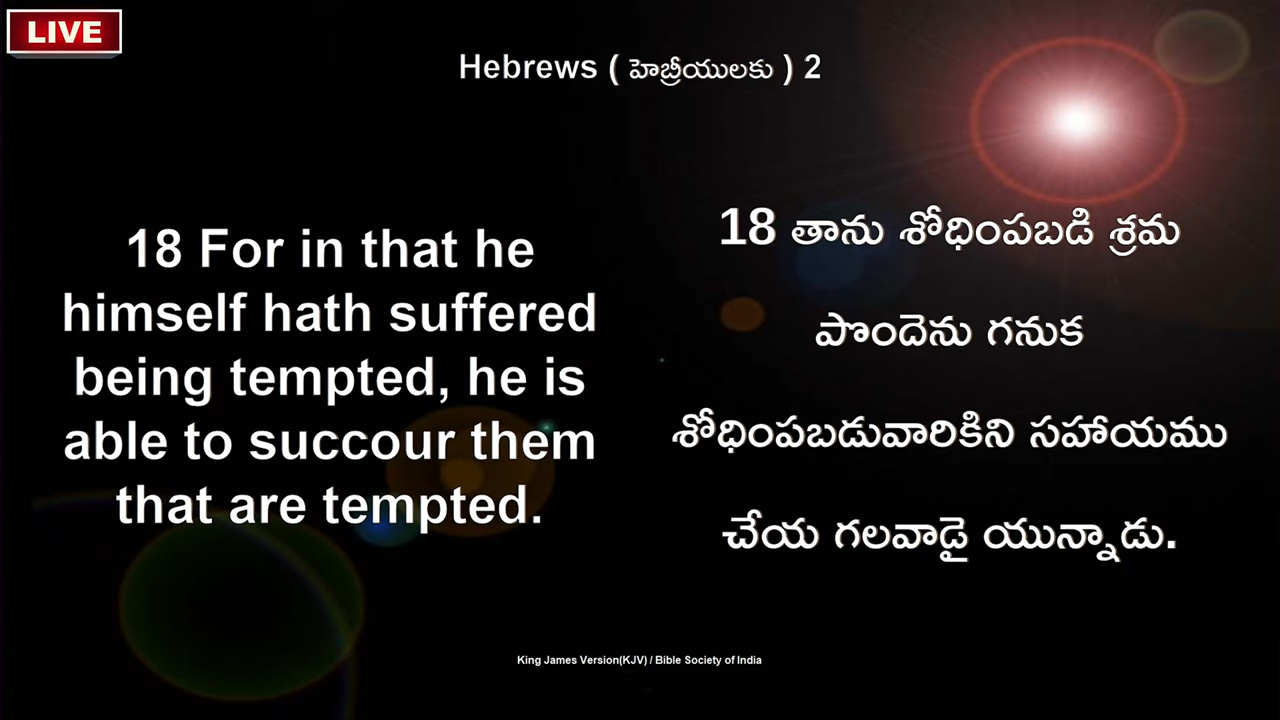 LIVE
Hebrews ( హెబ్రీయులకు ) 2
18 For in that he
himself hath suffered
being tempted, he is
able to succour them
that are tempted.
18 తాను శోధింపబడి శ్రమ
పొందెను గనుక
శోధింపబడువారికిని సహాయము
చేయ గలవాడై యున్నాడు.
King James Version(KJV) / Bible Society of India